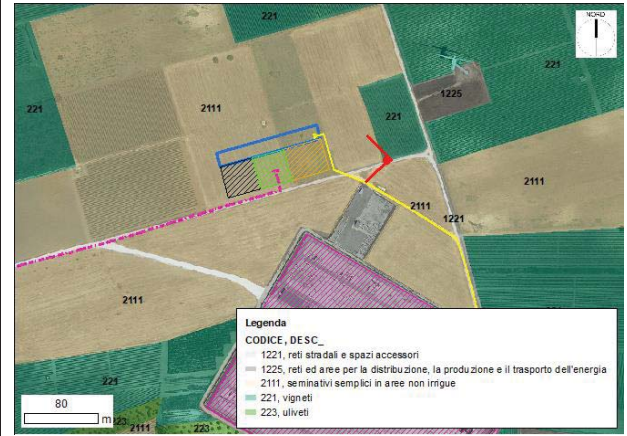 221
NORD
221
1225
2111
221
2111
2111
1221
2111
221
2111
223
Legenda
CODICE, DESC_
1221, reti stradali e spazi accessori
1225, reti ed aree per la distribuzione, la produzione e il trasporto dell'energia
2111, seminativi semplici in aree non irrigue
221, vigneti
223, uliveti
80
m